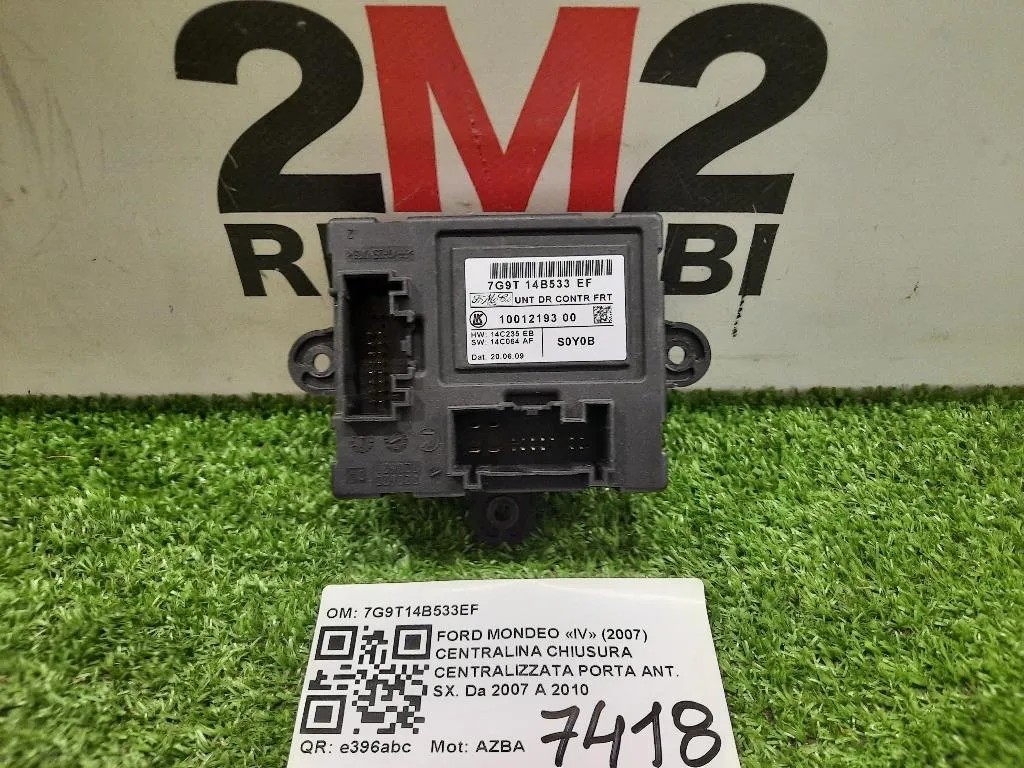 2M2
RI BI
7G9T 14B533 EF
UNT DR CONTR FRT
10012193 00
HW: 14C235 EB
SW: 14C064 AF
S0Y0B
Dat. 20.06.09
OM: 7G9T14B533EF
FORD MONDEO «IV» (2007)
CENTRALINA CHIUSURA
CENTRALIZZATA PORTA ANT.
SX. Da 2007 A 2010
QR: e396abc Mot: AZBA
7418